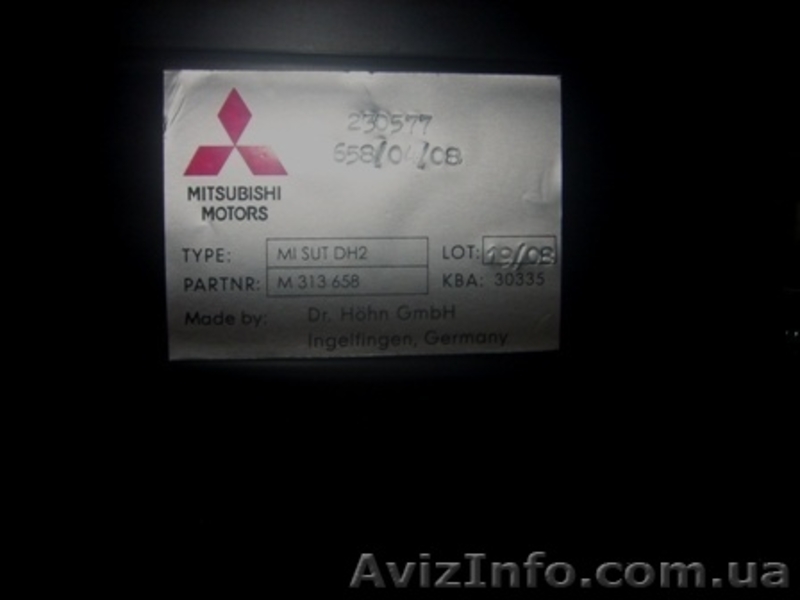 230577
658/04/08
MITSUBISHI
MOTORS
TYPE: MI SUT DH2 LOT: 19/08
PARTNR: M 313 658 KBA: 30335
Made by: Dr. Höhn GmbH
Ingelfingen, Germany
AvizInfo.com.ua